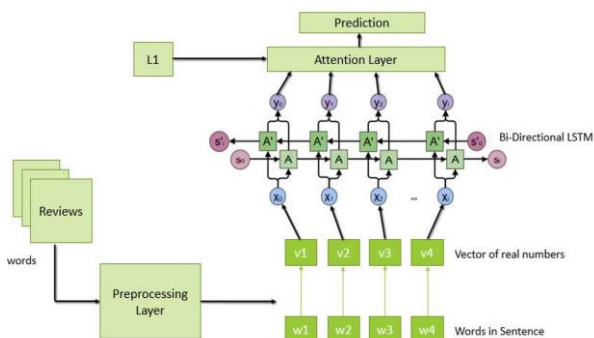 Prediction
L1
Attention Layer
y₀ y₁ y₂ yᵢ
s'ᵢ A' A' A' A' s'₀
Bi-Directional LSTM
s₀ A A A A sᵢ
x₀ x₁ x₂ ... xᵢ
Reviews
words
v1 v2 v3 v4
Vector of real numbers
Preprocessing
Layer
w1 w2 w3 w4
Words in Sentence